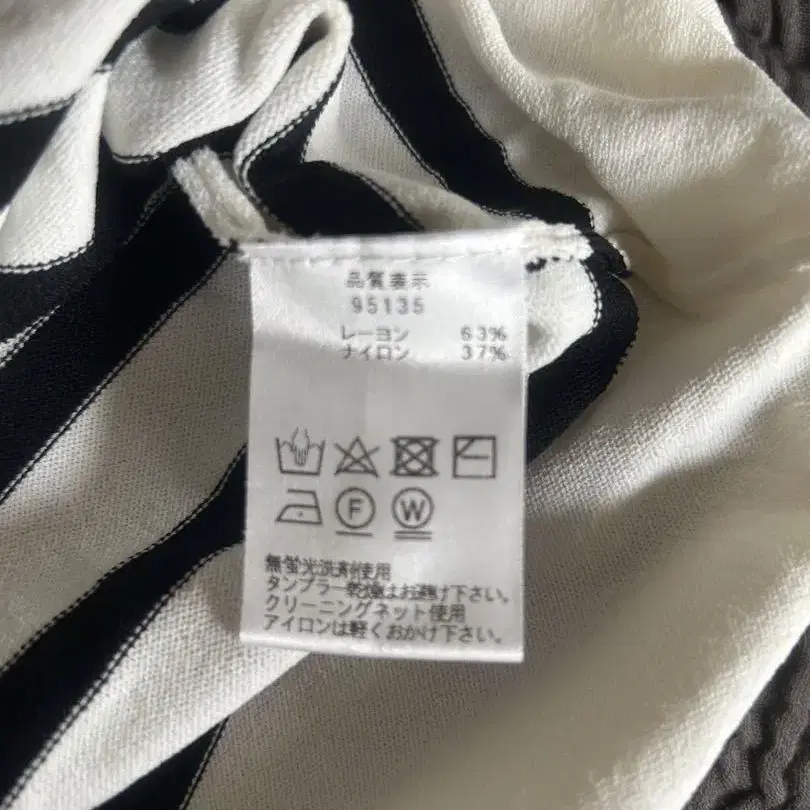 品質表示
95135
レーヨン 63%
ナイロン 37%
F W
無蛍光洗剤使用
タンブラー乾燥はお避け下さい。
クリーニングネット使用
アイロンは軽くおかけ下さい。